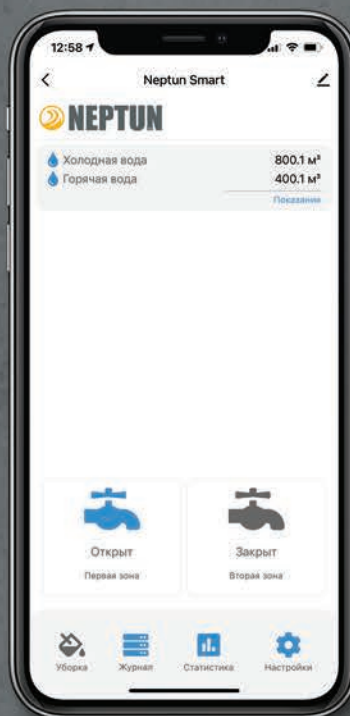 12:58
Neptun Smart
NEPTUN
Холодная вода 800.1 м³
Горячая вода 400.1 м³
Показания
Открыт Закрыт
Первая зона Вторая зона
Уборка Журнал Статистика Настройки